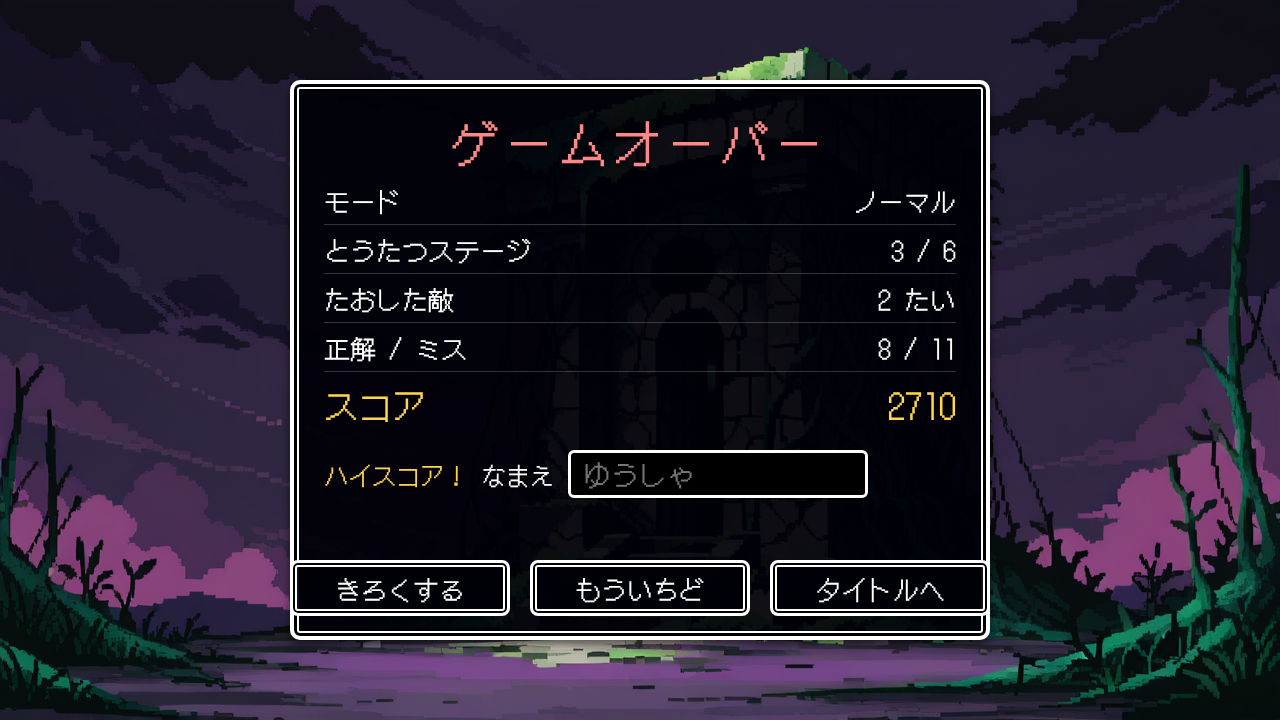 ゲームオーバー
モード ノーマル
とうたつステージ 3 / 6
たおした敵 2 たい
正解 / ミス 8 / 11
スコア 2710
ハイスコア！ なまえ ゆうしゃ
きろくする もういちど タイトルへ